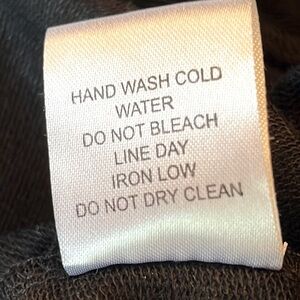 HAND WASH COLD
WATER
DO NOT BLEACH
LINE DAY
IRON LOW
DO NOT DRY CLEAN